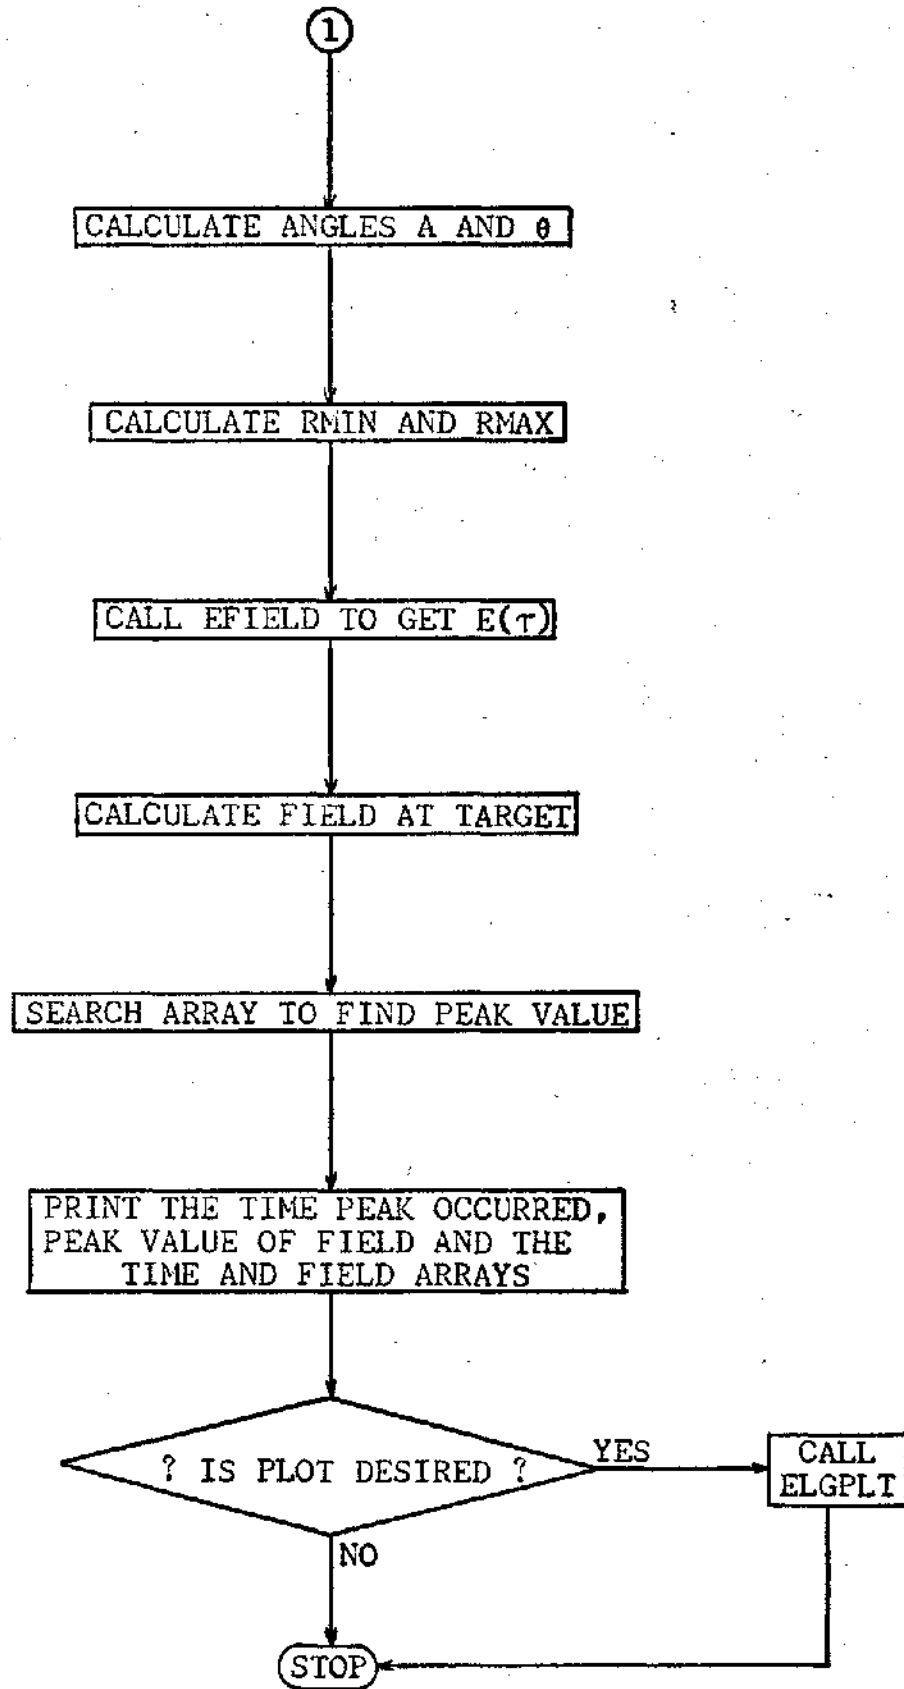 1
CALCULATE ANGLES A AND θ
CALCULATE RMIN AND RMAX
CALL EFIELD TO GET E(τ)
CALCULATE FIELD AT TARGET
SEARCH ARRAY TO FIND PEAK VALUE
PRINT THE TIME PEAK OCCURRED,
PEAK VALUE OF FIELD AND THE
TIME AND FIELD ARRAYS
? IS PLOT DESIRED ?
YES
CALL
ELGPLT
NO
STOP